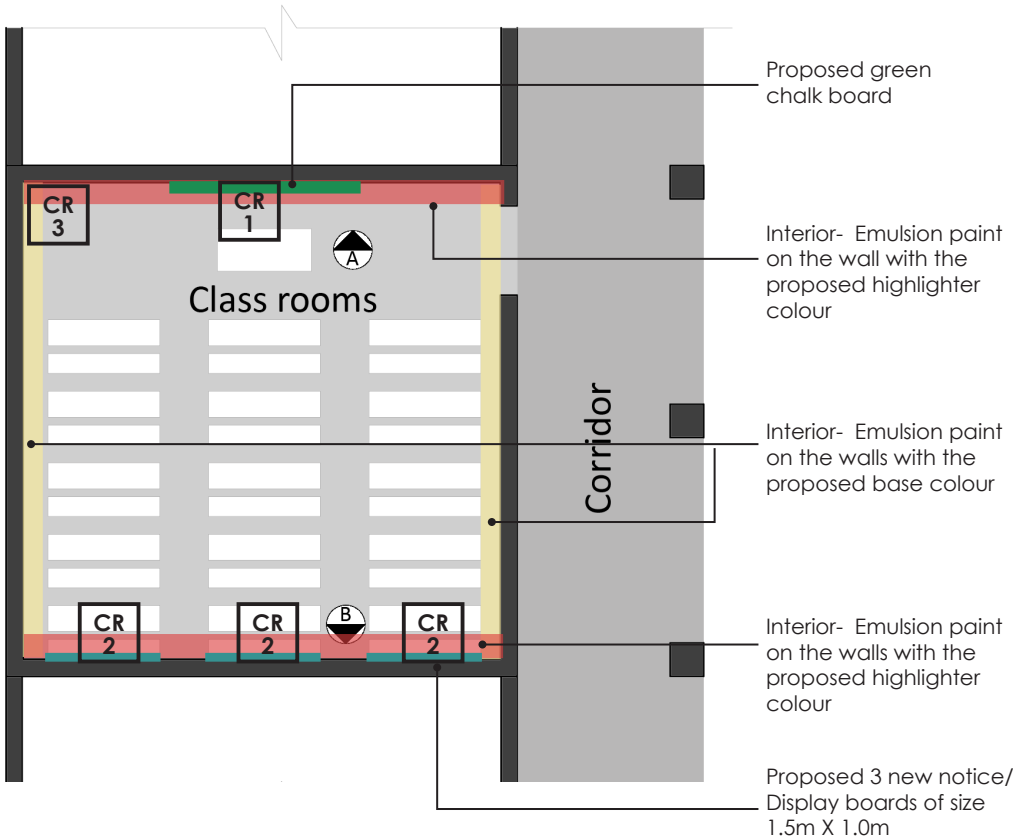 Proposed green
chalk board
CR
3
CR
1
A
Class rooms
Interior- Emulsion paint
on the wall with the
proposed highlighter
colour
Corridor
Interior- Emulsion paint
on the walls with the
proposed base colour
CR
2
CR
2
B
CR
2
Interior- Emulsion paint
on the walls with the
proposed highlighter
colour
Proposed 3 new notice/
Display boards of size
1.5m X 1.0m